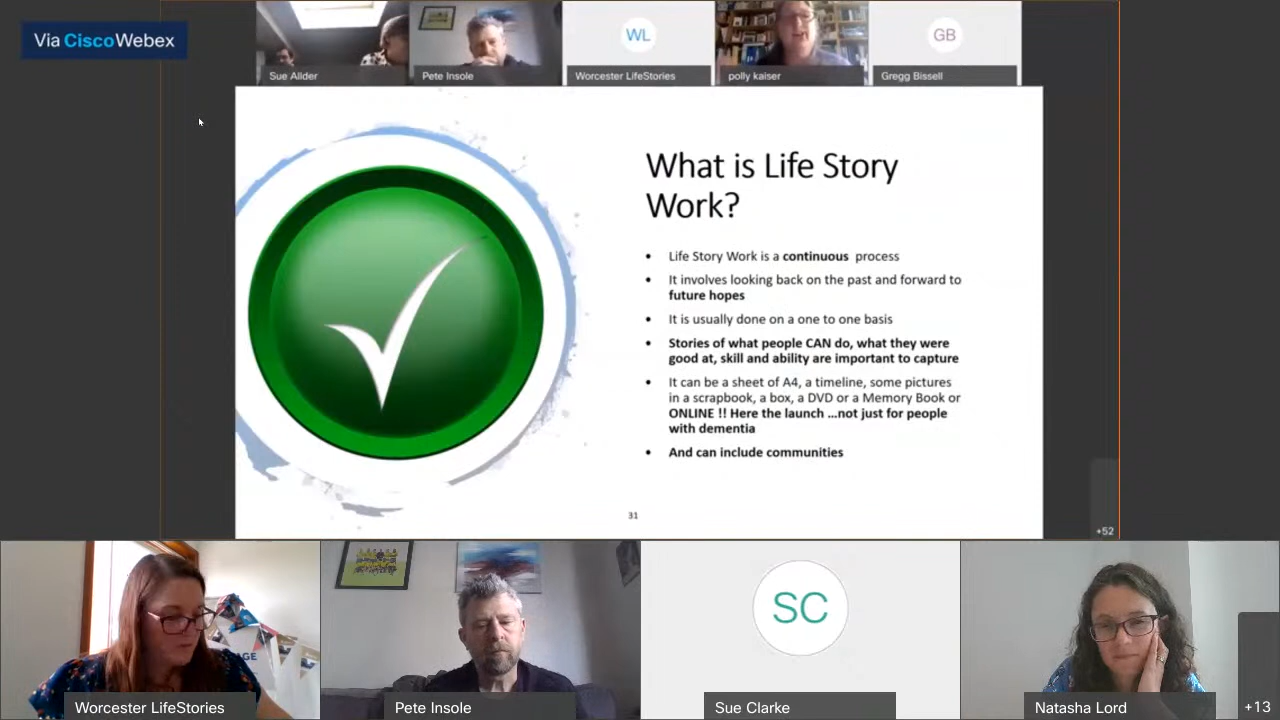 Via Cisco Webex
WL
GB
Sue Allder
Pete Insole
Worcester LifeStories
polly kaiser
Gregg Bissell
What is Life Story
Work?
• Life Story Work is a continuous process
• It involves looking back on the past and forward to
future hopes
• It is usually done on a one to one basis
• Stories of what people CAN do, what they were
good at, skill and ability are important to capture
• It can be a sheet of A4, a timeline, some pictures
in a scrapbook, a box, a DVD or a Memory Book or
ONLINE !! Here the launch ...not just for people
with dementia
• And can include communities
31
+52
SC
AGE
Worcester LifeStories
Pete Insole
Sue Clarke
Natasha Lord
+13